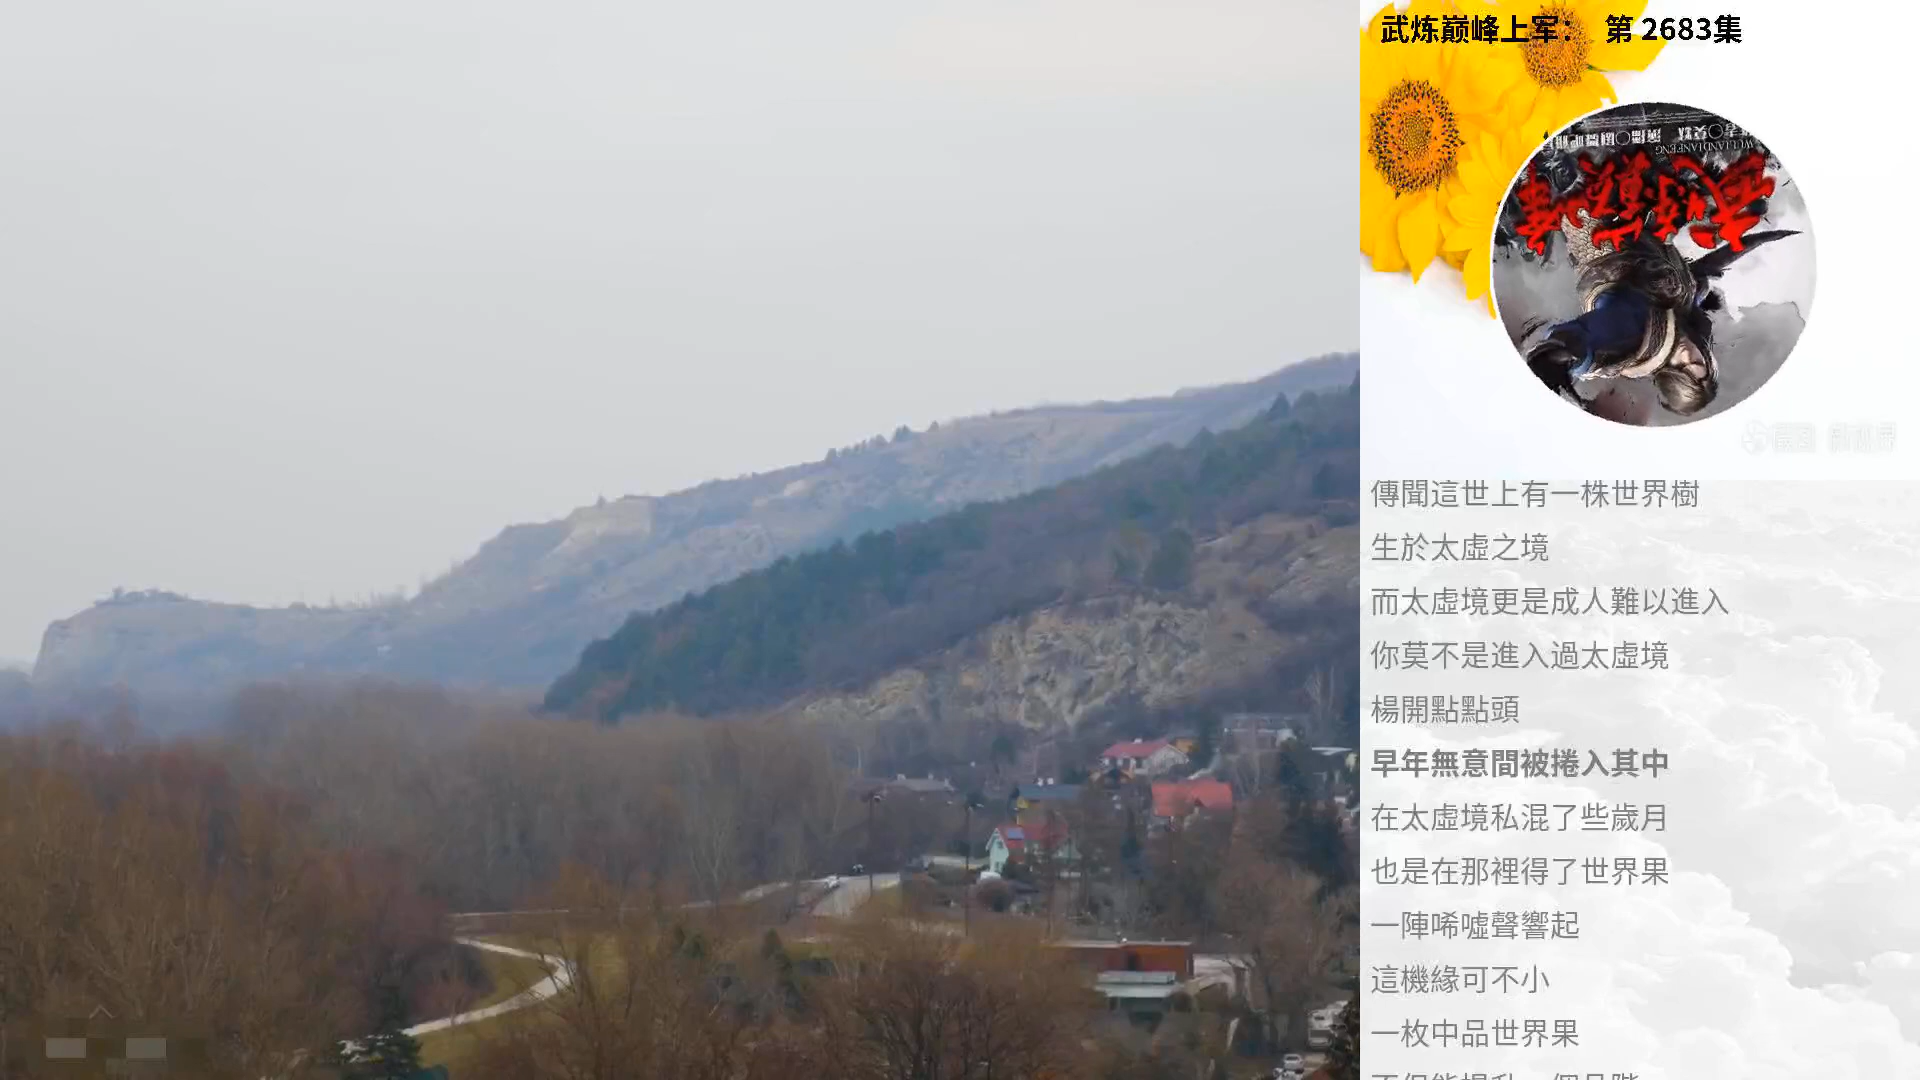 武炼巅峰上军： 第 2683集
WU LIAN DIAN FENG
傳聞這世上有一株世界樹
生於太虛之境
而太虛境更是成人難以進入
你莫不是進入過太虛境
楊開點點頭
早年無意間被捲入其中
在太虛境私混了些歲月
也是在那裡得了世界果
一陣唏噓聲響起
這機緣可不小
一枚中品世界果